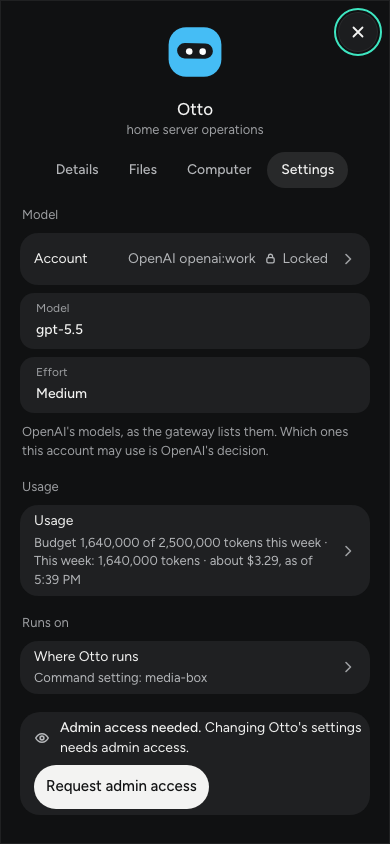 Otto
home server operations
Details Files Computer Settings
Model
Account OpenAI openai:work Locked
Model
gpt-5.5
Effort
Medium
OpenAI's models, as the gateway lists them. Which ones
this account may use is OpenAI's decision.
Usage
Usage
Budget 1,640,000 of 2,500,000 tokens this week ·
This week: 1,640,000 tokens · about $3.29, as of
5:39 PM
Runs on
Where Otto runs
Command setting: media-box
Admin access needed. Changing Otto's settings
needs admin access.
Request admin access